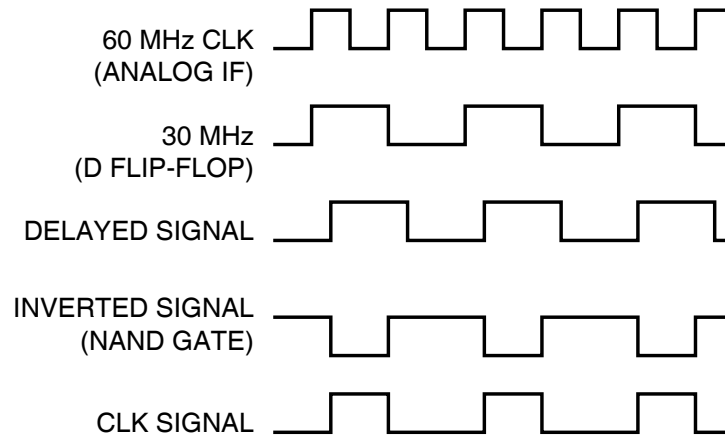 60 MHz CLK
(ANALOG IF)
30 MHz
(D FLIP-FLOP)
DELAYED SIGNAL
INVERTED SIGNAL
(NAND GATE)
CLK SIGNAL